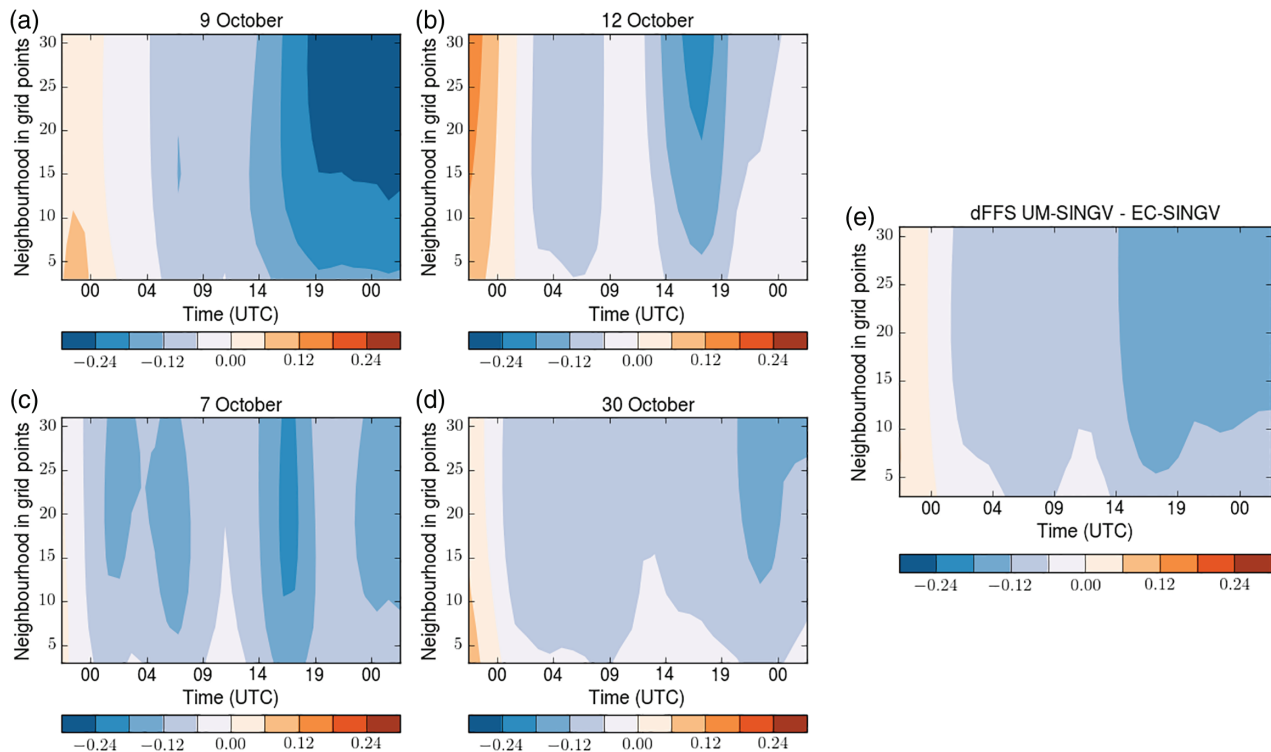 (a)
9 October
Neighbourhood in grid points
30
25
20
15
10
5
00 04 09 14 19 00
Time (UTC)
−0.24 −0.12 0.00 0.12 0.24
(b)
12 October
Neighbourhood in grid points
30
25
20
15
10
5
00 04 09 14 19 00
Time (UTC)
−0.24 −0.12 0.00 0.12 0.24
(c)
7 October
Neighbourhood in grid points
30
25
20
15
10
5
00 04 09 14 19 00
Time (UTC)
−0.24 −0.12 0.00 0.12 0.24
(d)
30 October
Neighbourhood in grid points
30
25
20
15
10
5
00 04 09 14 19 00
Time (UTC)
−0.24 −0.12 0.00 0.12 0.24
(e)
dFFS UM-SINGV - EC-SINGV
Neighbourhood in grid points
30
25
20
15
10
5
00 04 09 14 19 00
Time (UTC)
−0.24 −0.12 0.00 0.12 0.24